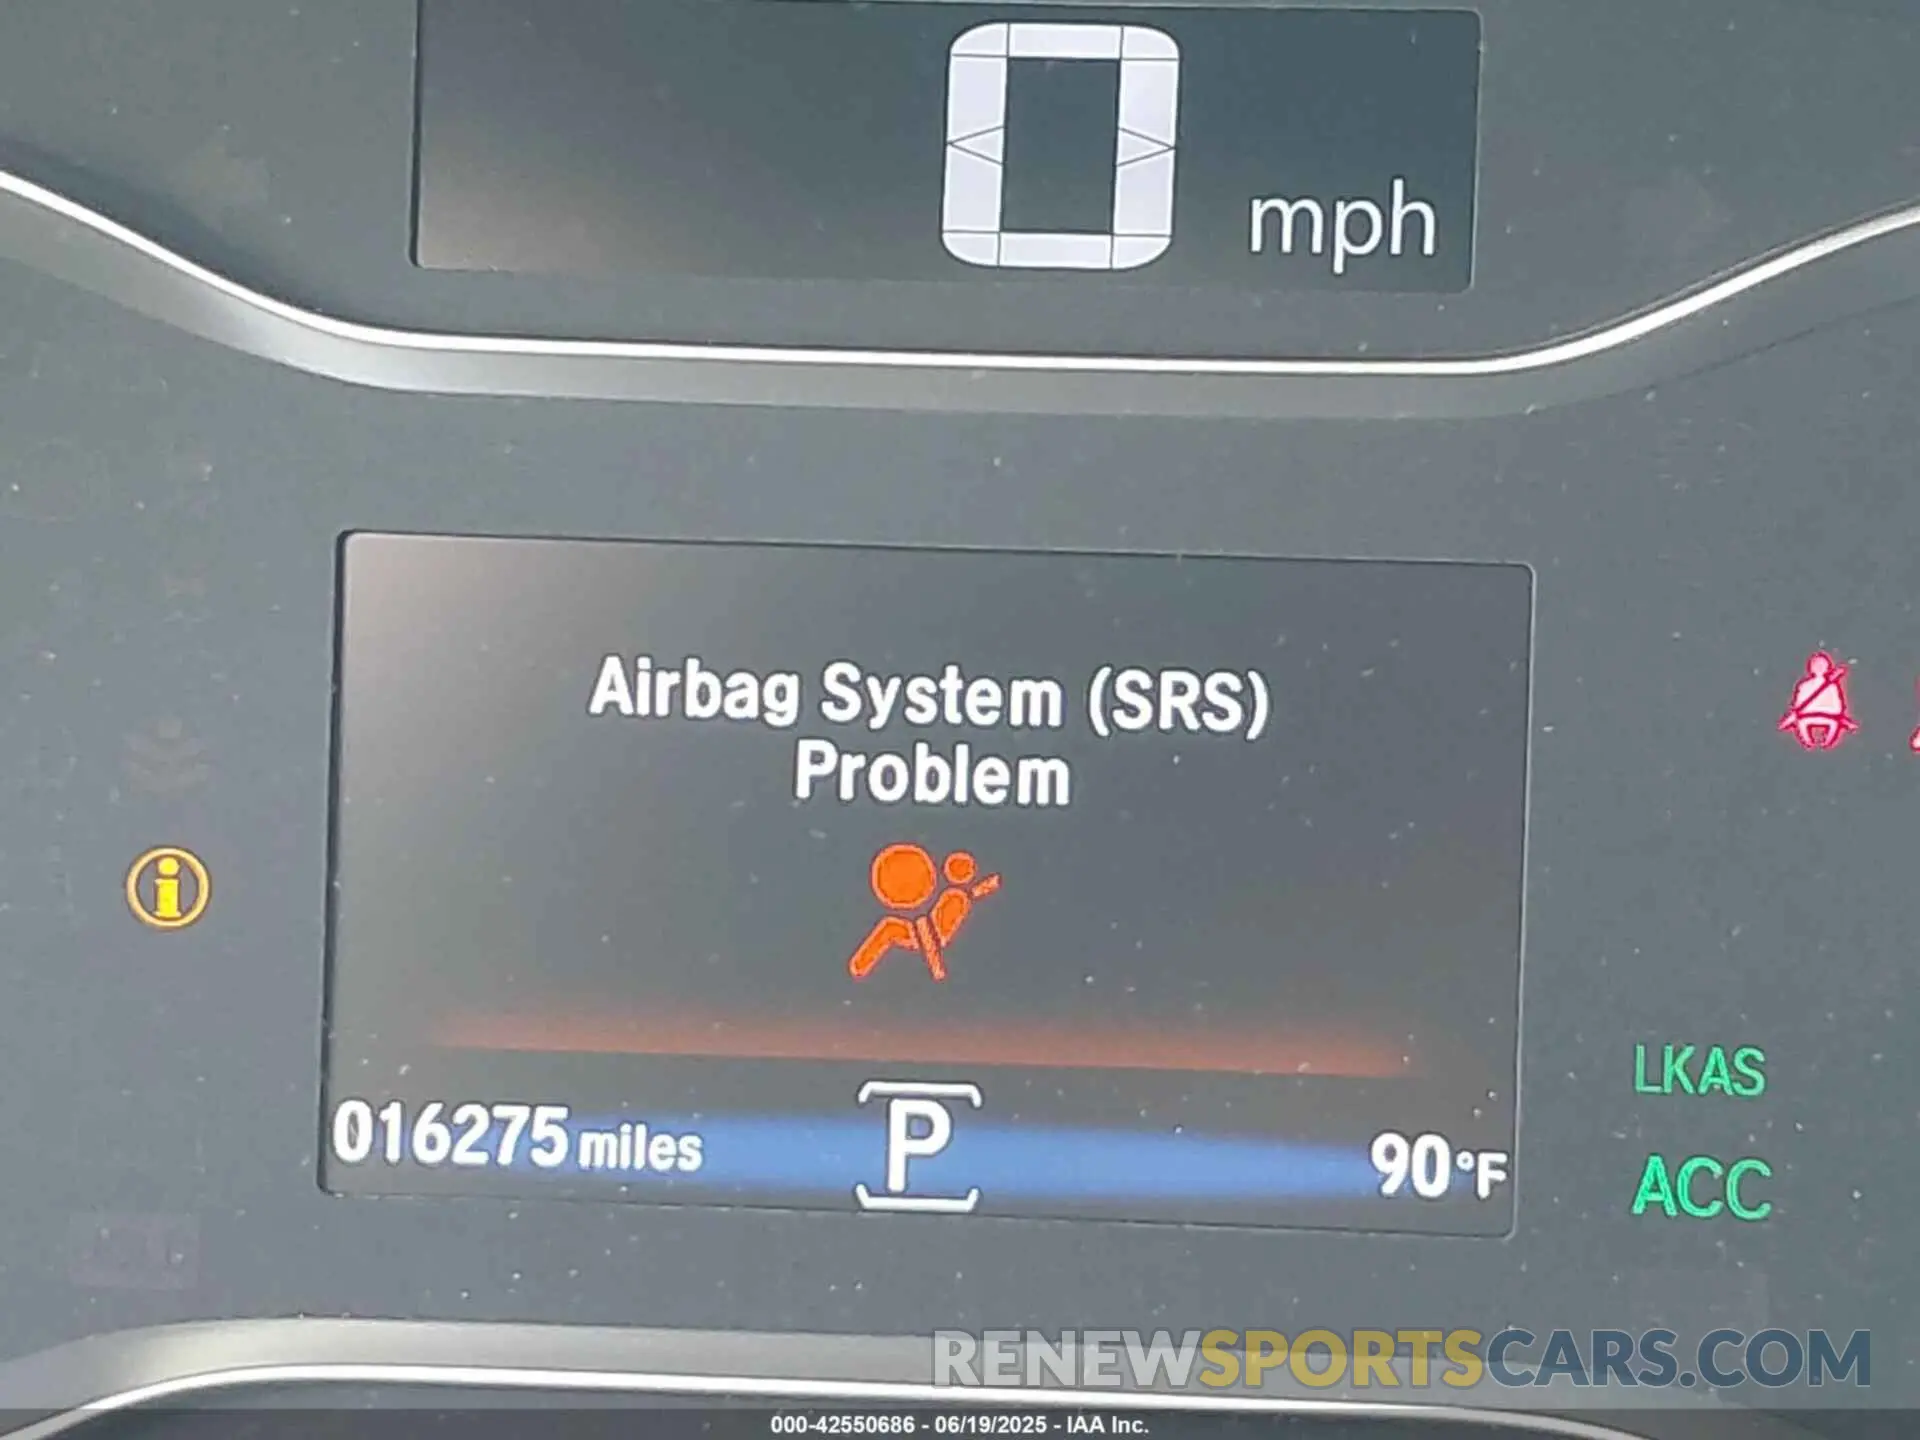 0 mph
Airbag System (SRS)
Problem
LKAS
016275 miles P 90°F
ACC
RENEWSPORTSCARS.COM
000-42550686 - 06/19/2025 - IAA Inc.